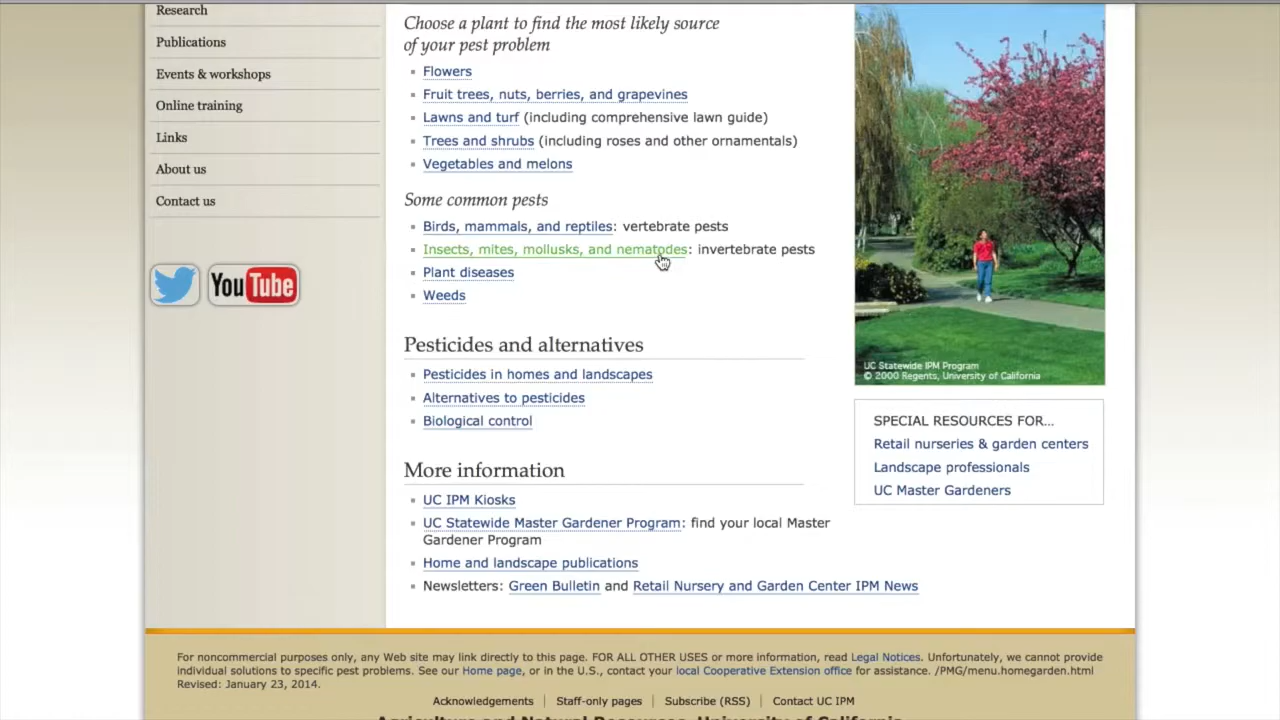 Research
Publications
Events & workshops
Online training
Links
About us
Contact us
You Tube
Choose a plant to find the most likely source
of your pest problem
Flowers
Fruit trees, nuts, berries, and grapevines
Lawns and turf (including comprehensive lawn guide)
Trees and shrubs (including roses and other ornamentals)
Vegetables and melons
Some common pests
Birds, mammals, and reptiles: vertebrate pests
Insects, mites, mollusks, and nematodes: invertebrate pests
Plant diseases
Weeds
Pesticides and alternatives
Pesticides in homes and landscapes
Alternatives to pesticides
Biological control
More information
UC IPM Kiosks
UC Statewide Master Gardener Program: find your local Master
Gardener Program
Home and landscape publications
Newsletters: Green Bulletin and Retail Nursery and Garden Center IPM News
UC Statewide IPM Program
© 2000 Regents, University of California
SPECIAL RESOURCES FOR...
Retail nurseries & garden centers
Landscape professionals
UC Master Gardeners
For noncommercial purposes only, any Web site may link directly to this page. FOR ALL OTHER USES or more information, read Legal Notices. Unfortunately, we cannot provide
individual solutions to specific pest problems. See our Home page, or in the U.S., contact your local Cooperative Extension office for assistance. /PMG/menu.homegarden.html
Revised: January 23, 2014.
Acknowledgements | Staff-only pages | Subscribe (RSS) | Contact UC IPM
Agriculture and Natural Resources, University of California